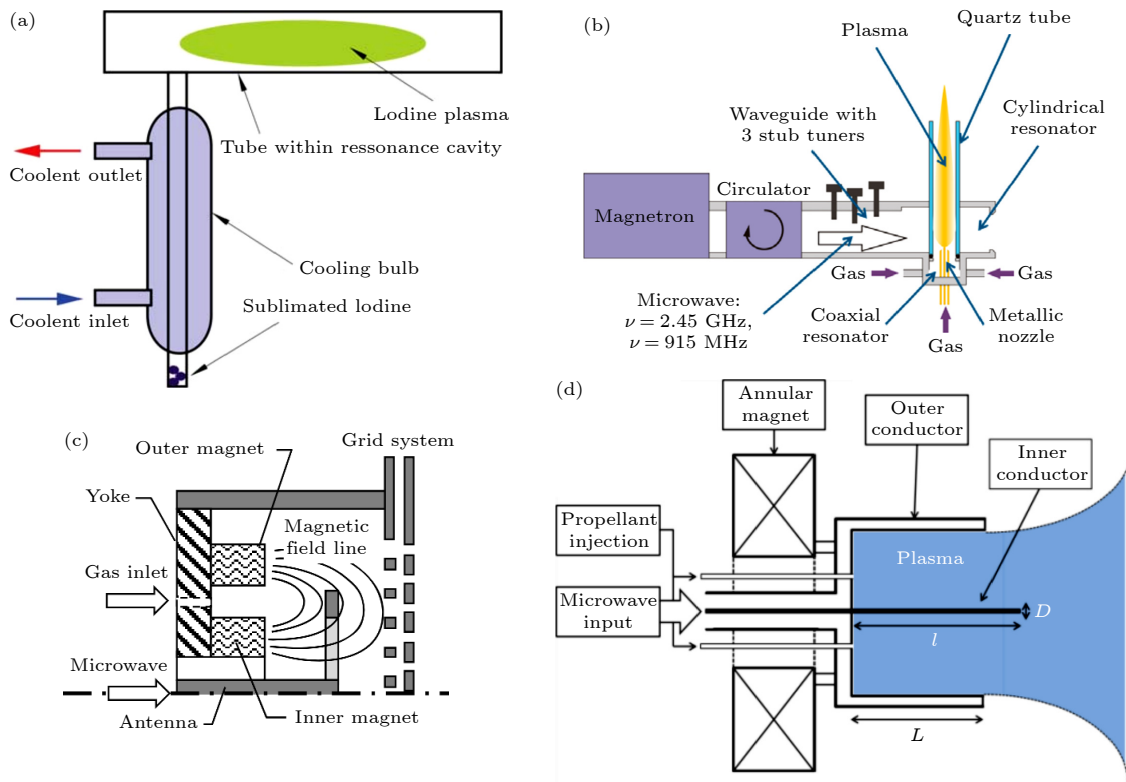 (a)
Lodine plasma
Tube within ressonance cavity
Coolent outlet
Cooling bulb
Sublimated lodine
Coolent inlet
(b)
Plasma
Quartz tube
Waveguide with
3 stub tuners
Cylindrical
resonator
Circulator
Magnetron
Gas
Gas
Microwave:
ν = 2.45 GHz,
ν = 915 MHz
Coaxial
resonator
Metallic
nozzle
Gas
(c)
Outer magnet
Grid system
Yoke
Magnetic
field line
Gas inlet
Microwave
Antenna
Inner magnet
(d)
Annular
magnet
Outer
conductor
Inner
conductor
Propellant
injection
Plasma
Microwave
input
D
l
L